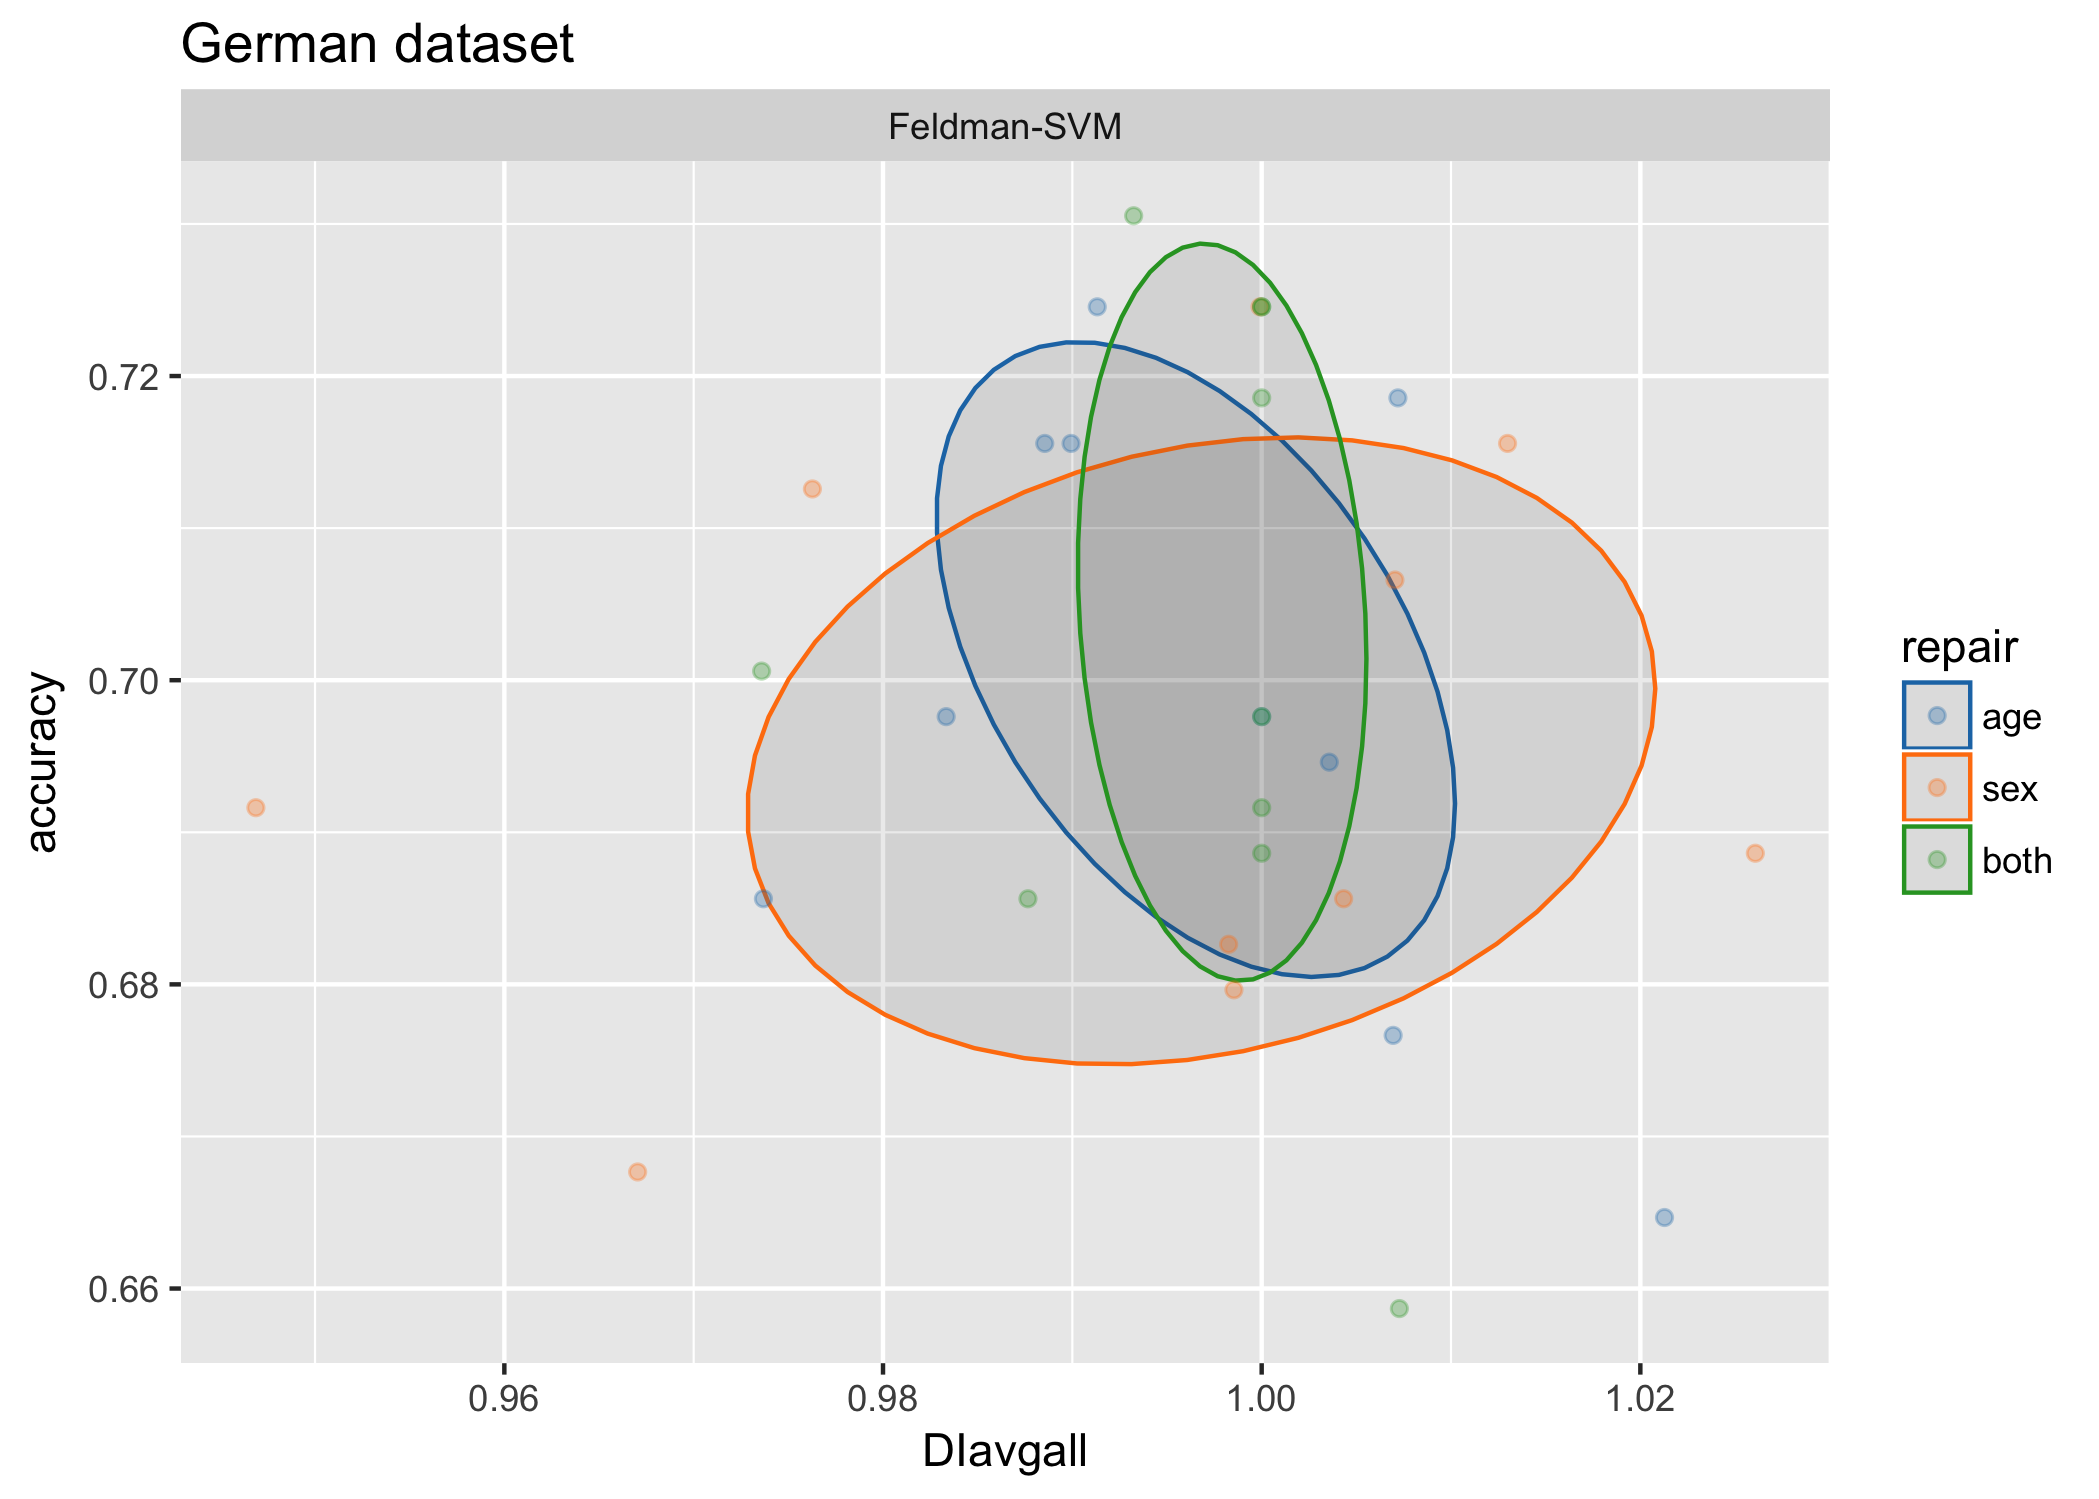 German dataset
Feldman-SVM
0.72
0.70
0.68
0.66
accuracy
0.96 0.98 1.00 1.02
DIavgall
repair
age
sex
both